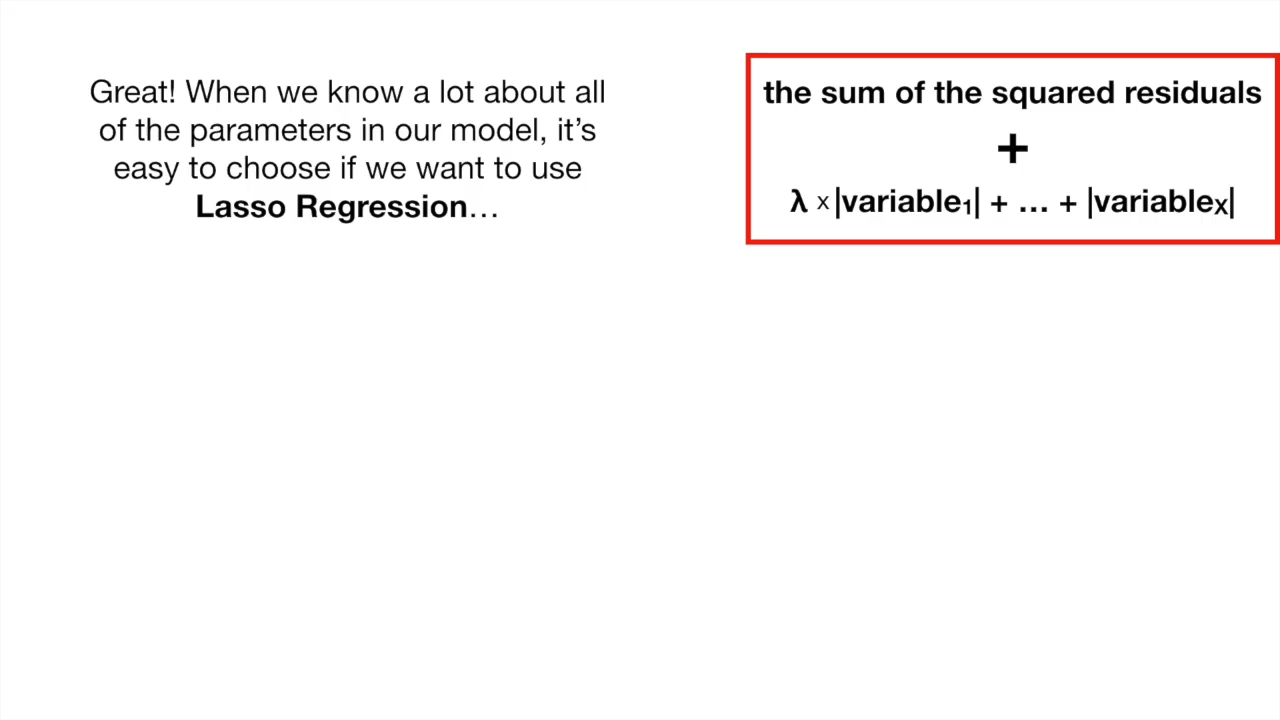 Great! When we know a lot about all
of the parameters in our model, it’s
easy to choose if we want to use
Lasso Regression…
the sum of the squared residuals
+
λ x |variable₁| + … + |variableₓ|